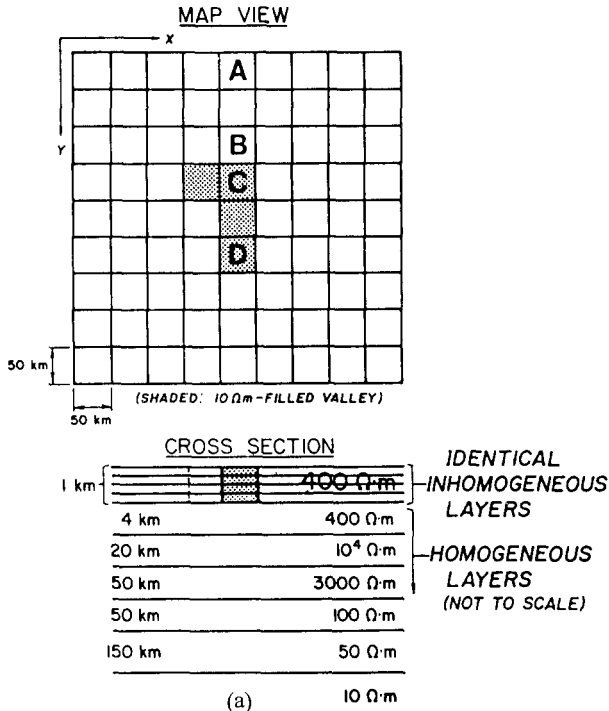 MAP VIEW
X
Y
A
B
C
D
50 km
50 km
(SHADED: 10 Ωm-FILLED VALLEY)
CROSS SECTION
1 km
400 Ω·m
IDENTICAL
INHOMOGENEOUS
LAYERS
4 km 400 Ω·m
20 km 10⁴ Ω·m
50 km 3000 Ω·m
50 km 100 Ω·m
150 km 50 Ω·m
10 Ω·m
HOMOGENEOUS
LAYERS
(NOT TO SCALE)
(a)